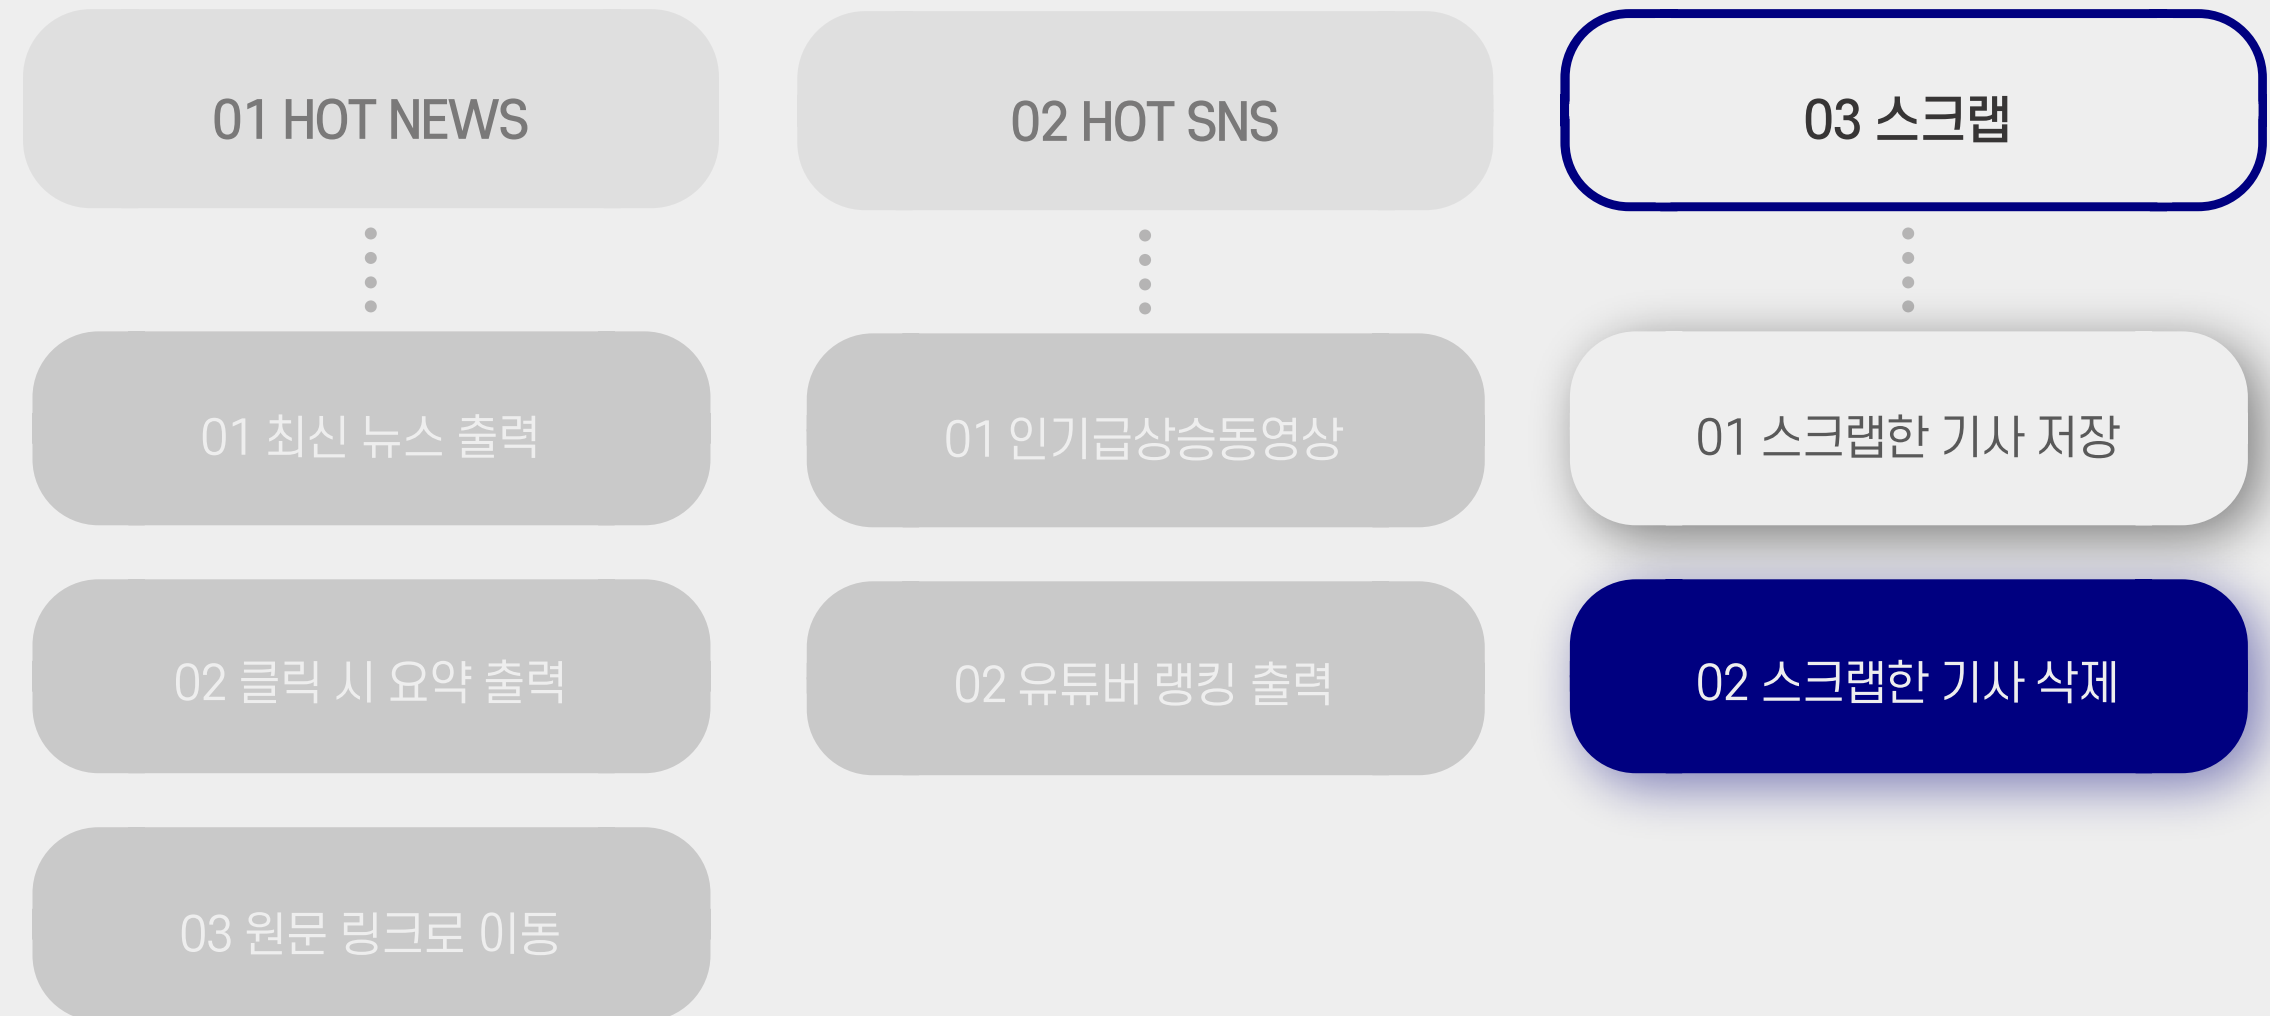 01 HOT NEWS
01 최신 뉴스 출력
02 클릭 시 요약 출력
03 원문 링크로 이동
02 HOT SNS
01 인기급상승동영상
02 유튜버 랭킹 출력
03 스크랩
01 스크랩한 기사 저장
02 스크랩한 기사 삭제